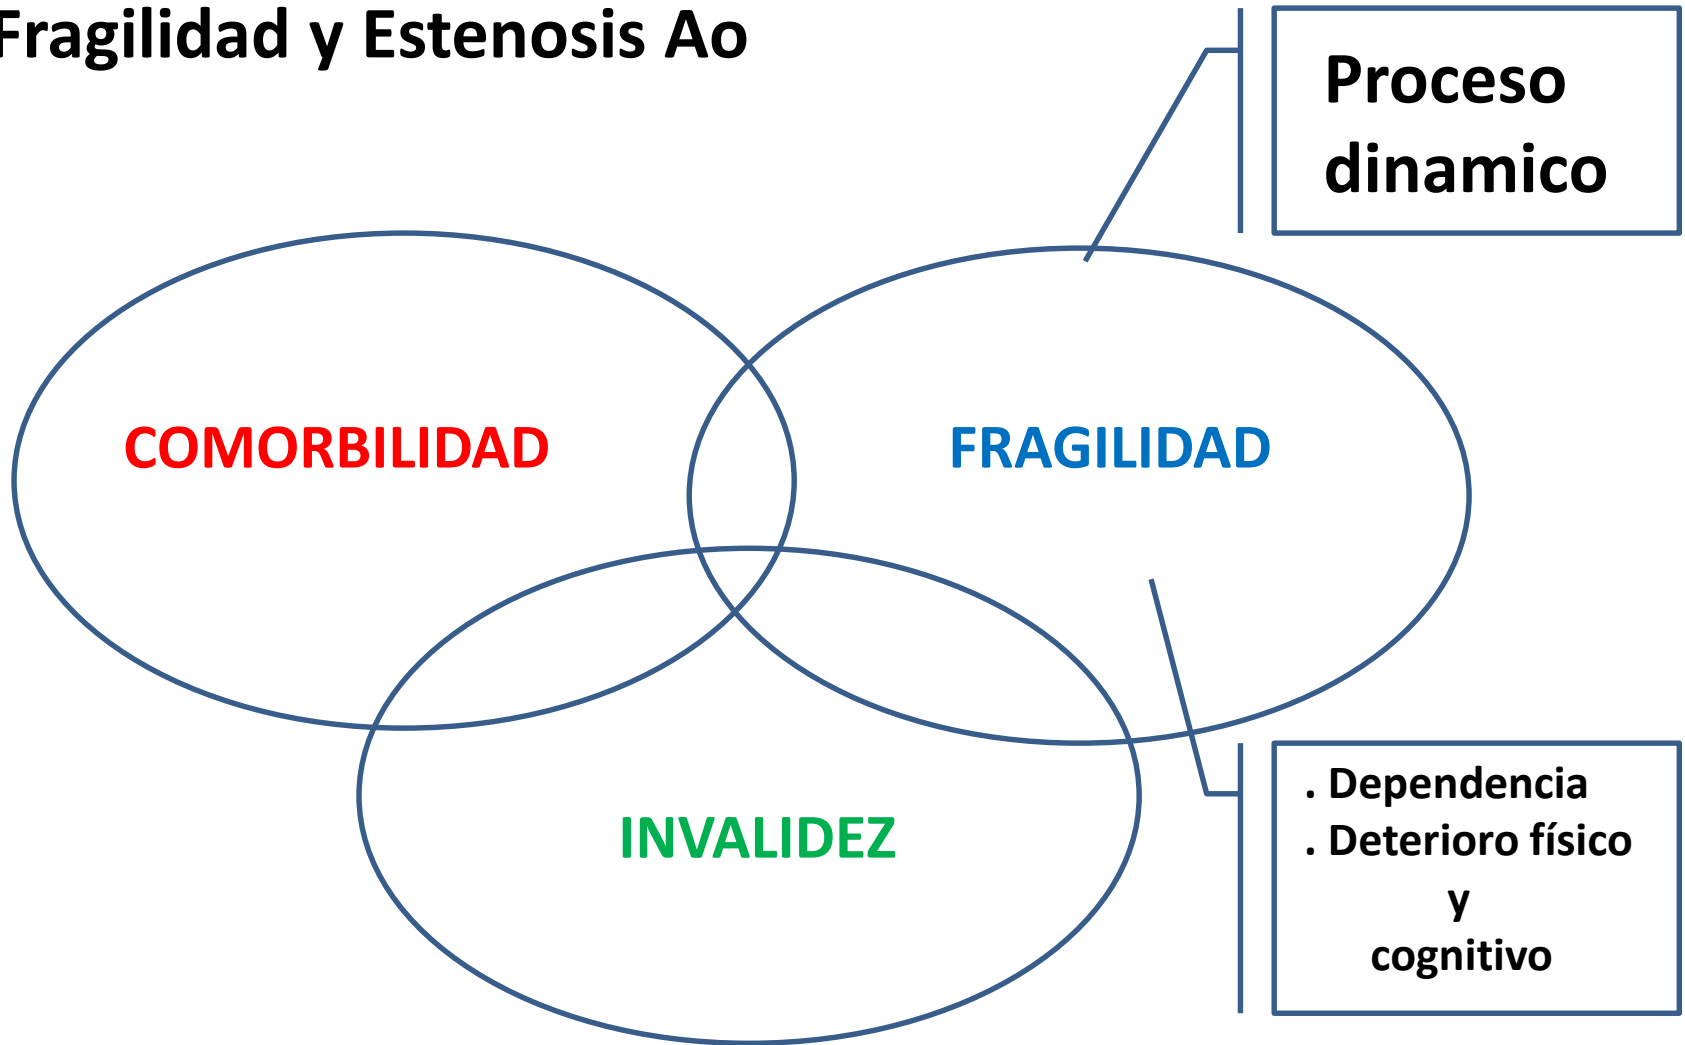 Fragilidad y Estenosis Ao
Proceso
dinamico
COMORBILIDAD
FRAGILIDAD
INVALIDEZ
. Dependencia
. Deterioro físico
y
cognitivo